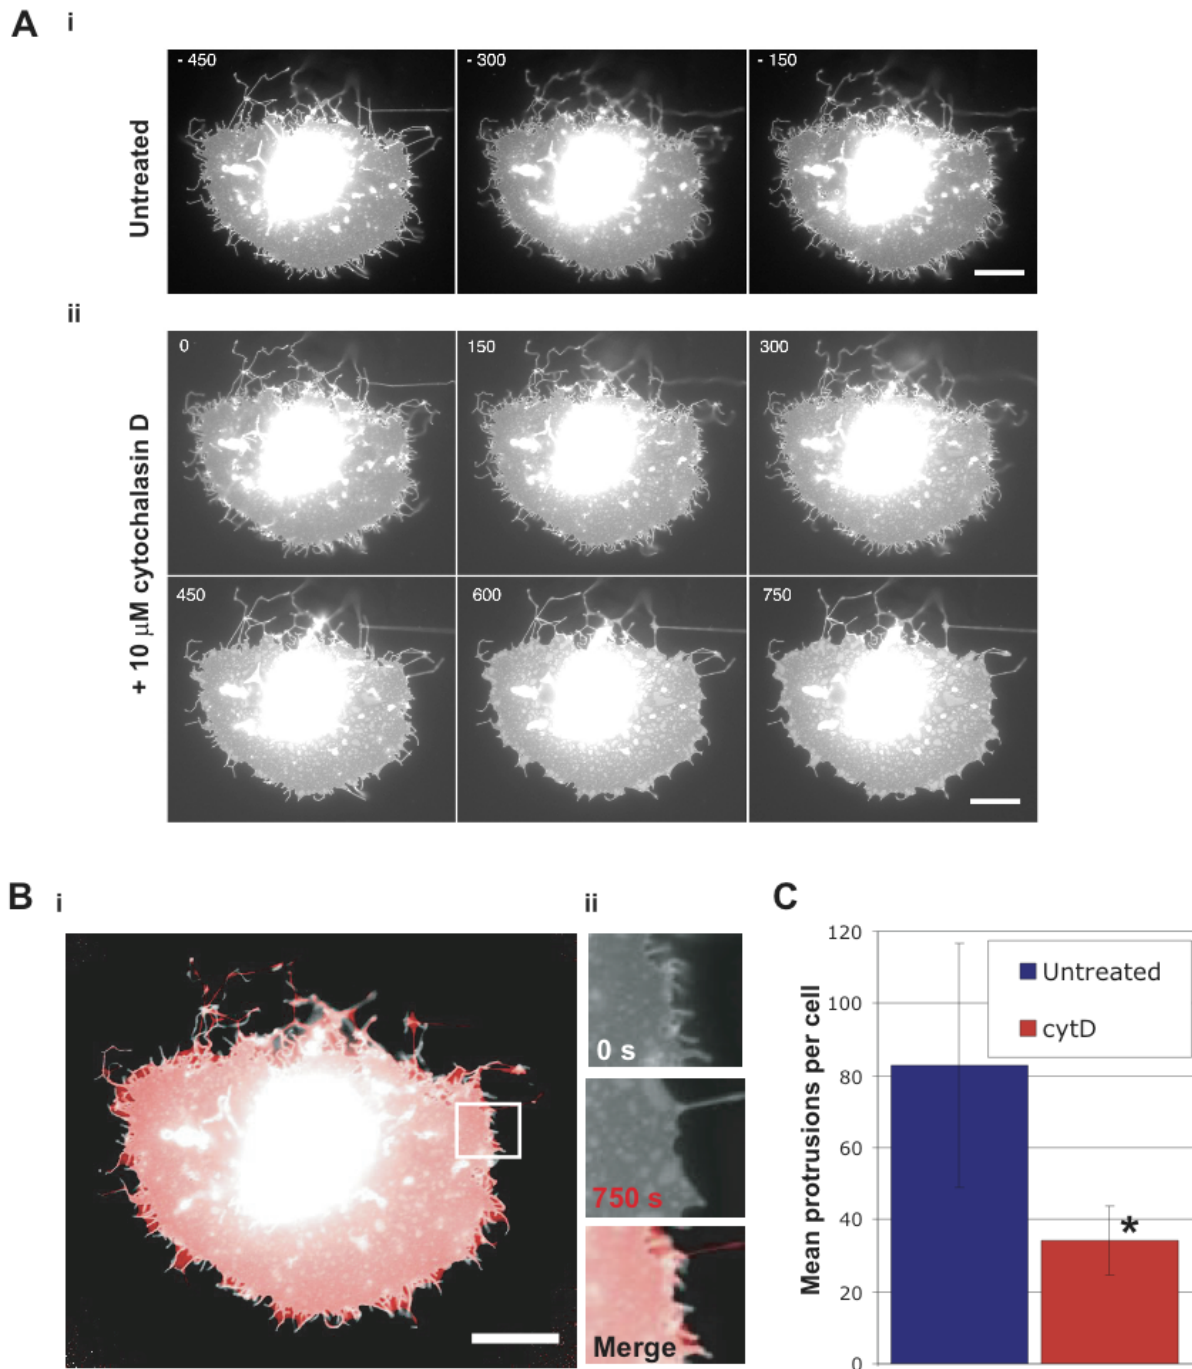 A
i
Untreated
- 450
- 300
- 150
ii
+ 10 μM cytochalasin D
0
150
300
450
600
750
B
i
ii
0 s
750 s
Merge
C
Mean protrusions per cell
120
100
80
60
40
20
0
Untreated
cytD
*